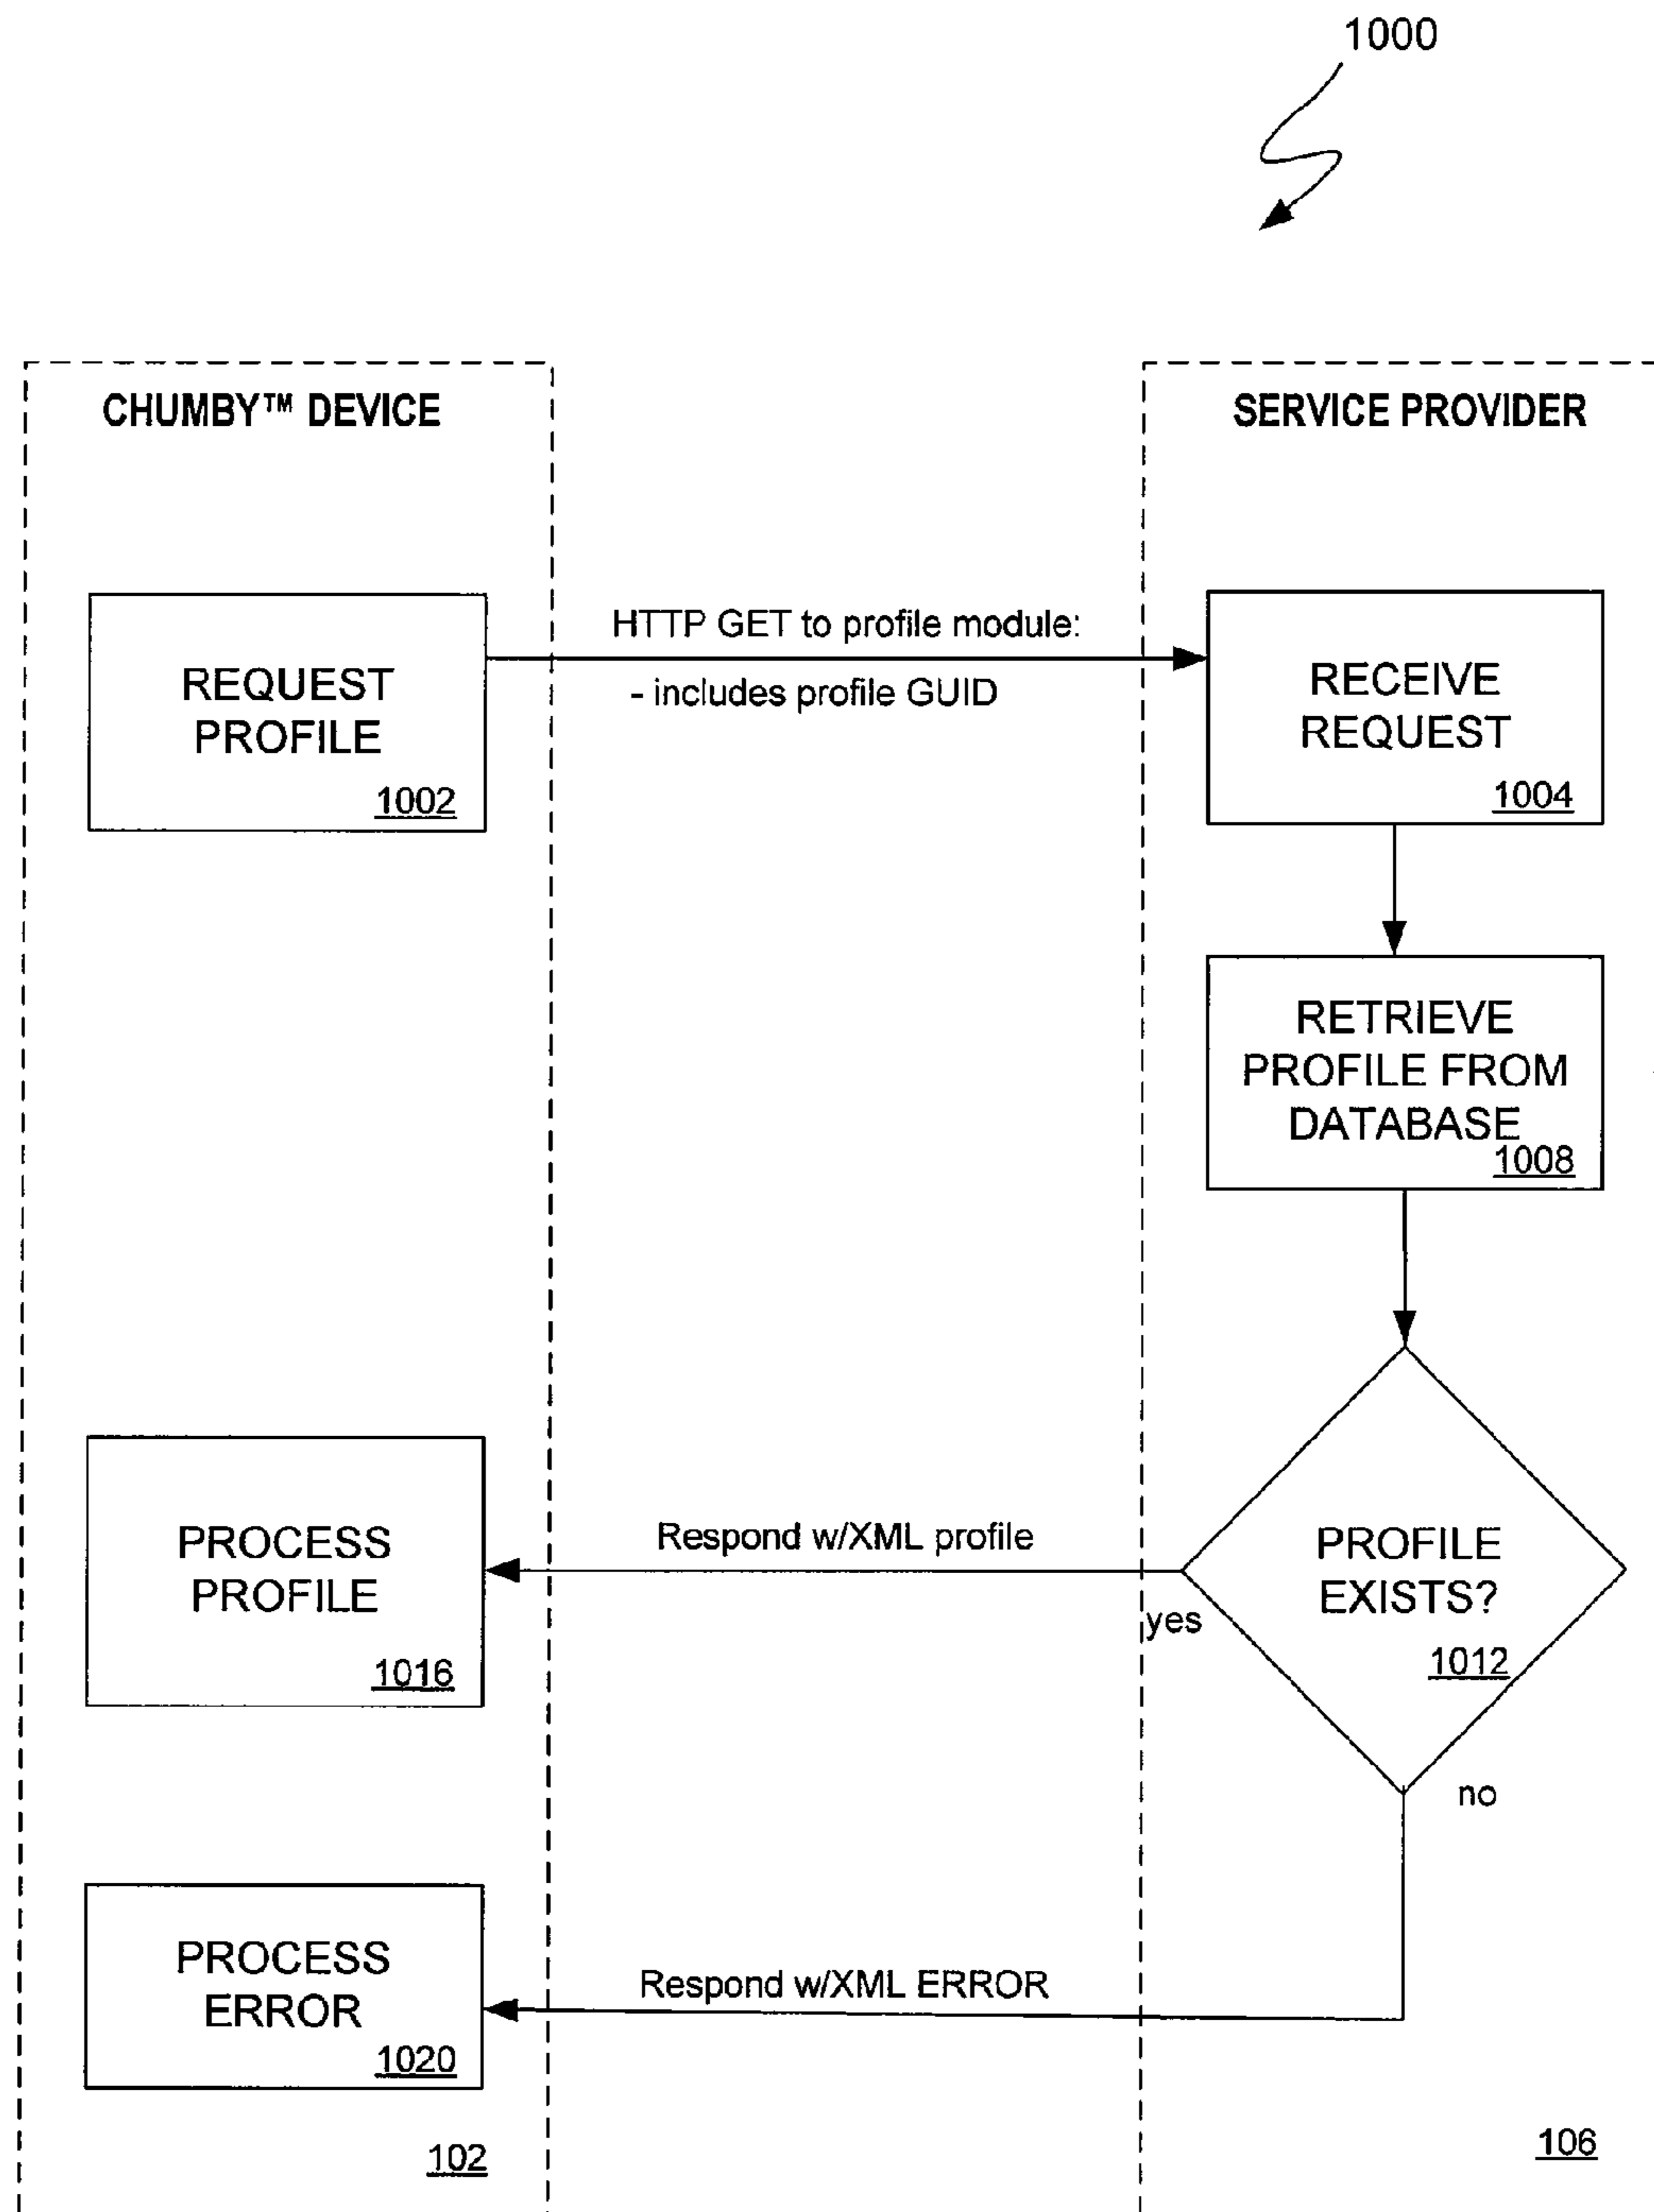 1000
CHUMBY™ DEVICE
SERVICE PROVIDER
REQUEST
PROFILE
1002
HTTP GET to profile module:
- includes profile GUID
RECEIVE
REQUEST
1004
RETRIEVE
PROFILE FROM
DATABASE
1008
PROFILE
EXISTS?
1012
yes
Respond w/XML profile
PROCESS
PROFILE
1016
no
Respond w/XML ERROR
PROCESS
ERROR
1020
102
106